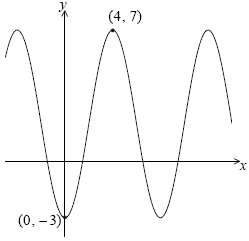 y
(4, 7)
x
(0, −3)